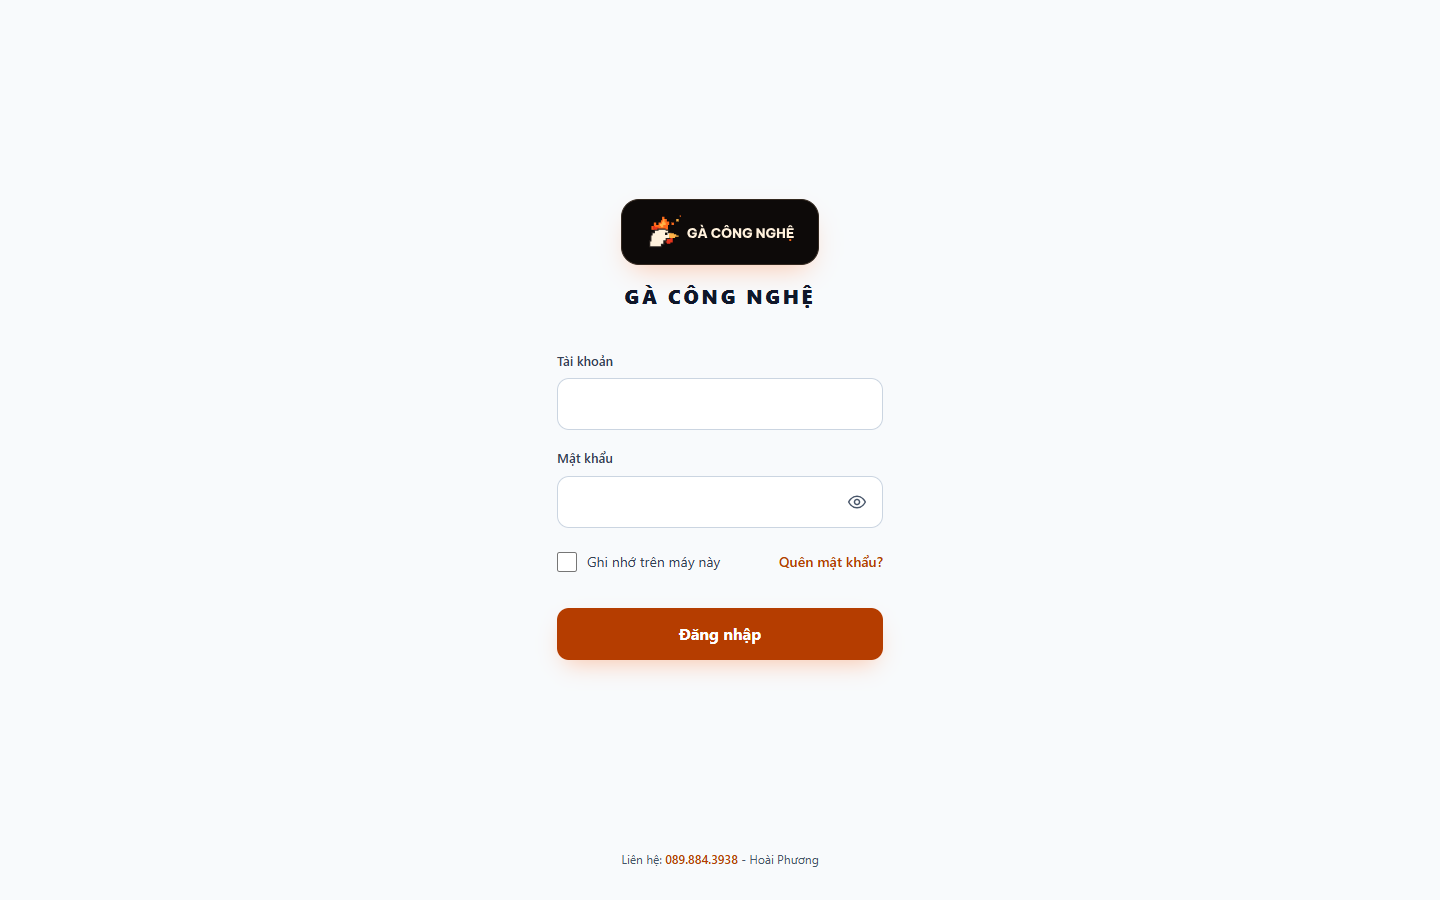 GÀ CÔNG NGHỆ
GÀ CÔNG NGHỆ
Tài khoản
Mật khẩu
Ghi nhớ trên máy này
Quên mật khẩu?
Đăng nhập
Liên hệ: 089.884.3938 - Hoài Phương